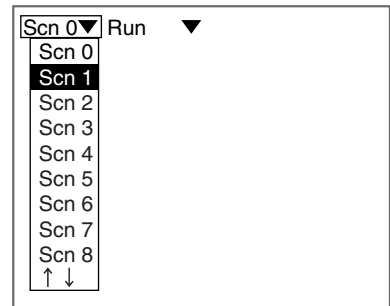 Scn 0▼ Run ▼
Scn 0
Scn 1
Scn 2
Scn 3
Scn 4
Scn 5
Scn 6
Scn 7
Scn 8
↑ ↓